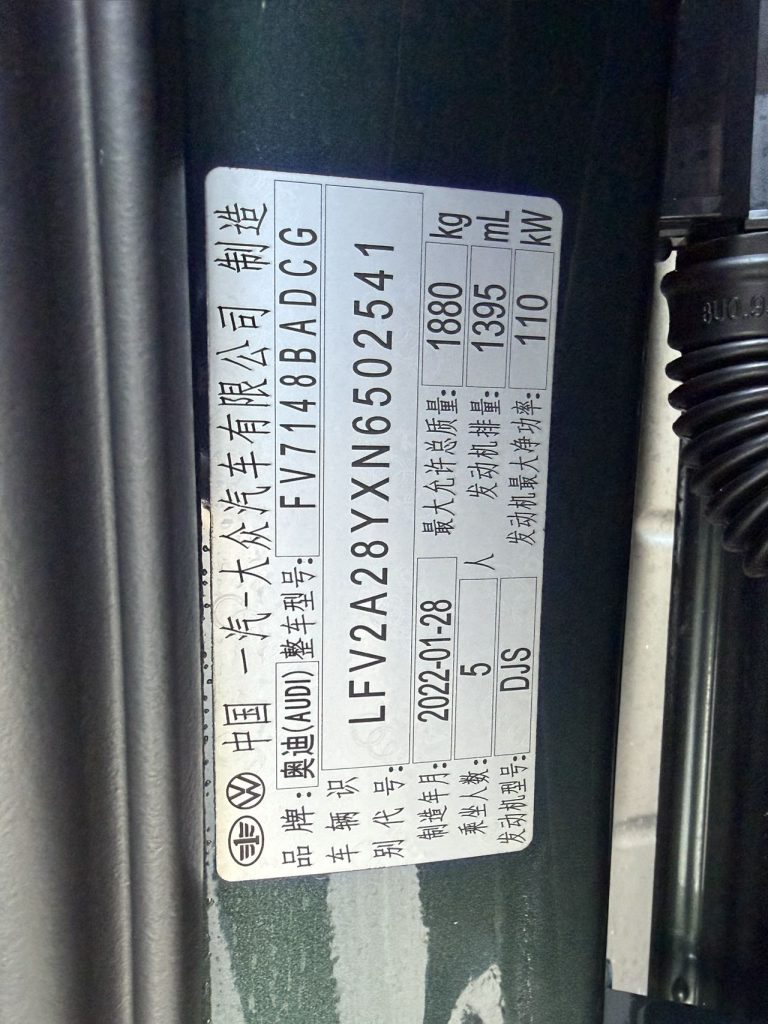 中国 一汽-大众汽车有限公司 制造
品牌: 奥迪(AUDI) 整车型号: FV7148BADCG
车辆识别代号: LFV2A28YXN6502541
制造年月: 2022-01-28 最大允许总质量: 1880 kg
乘坐人数: 5 人 发动机排量: 1395 mL
发动机型号: DJS 发动机最大净功率: 110 kW